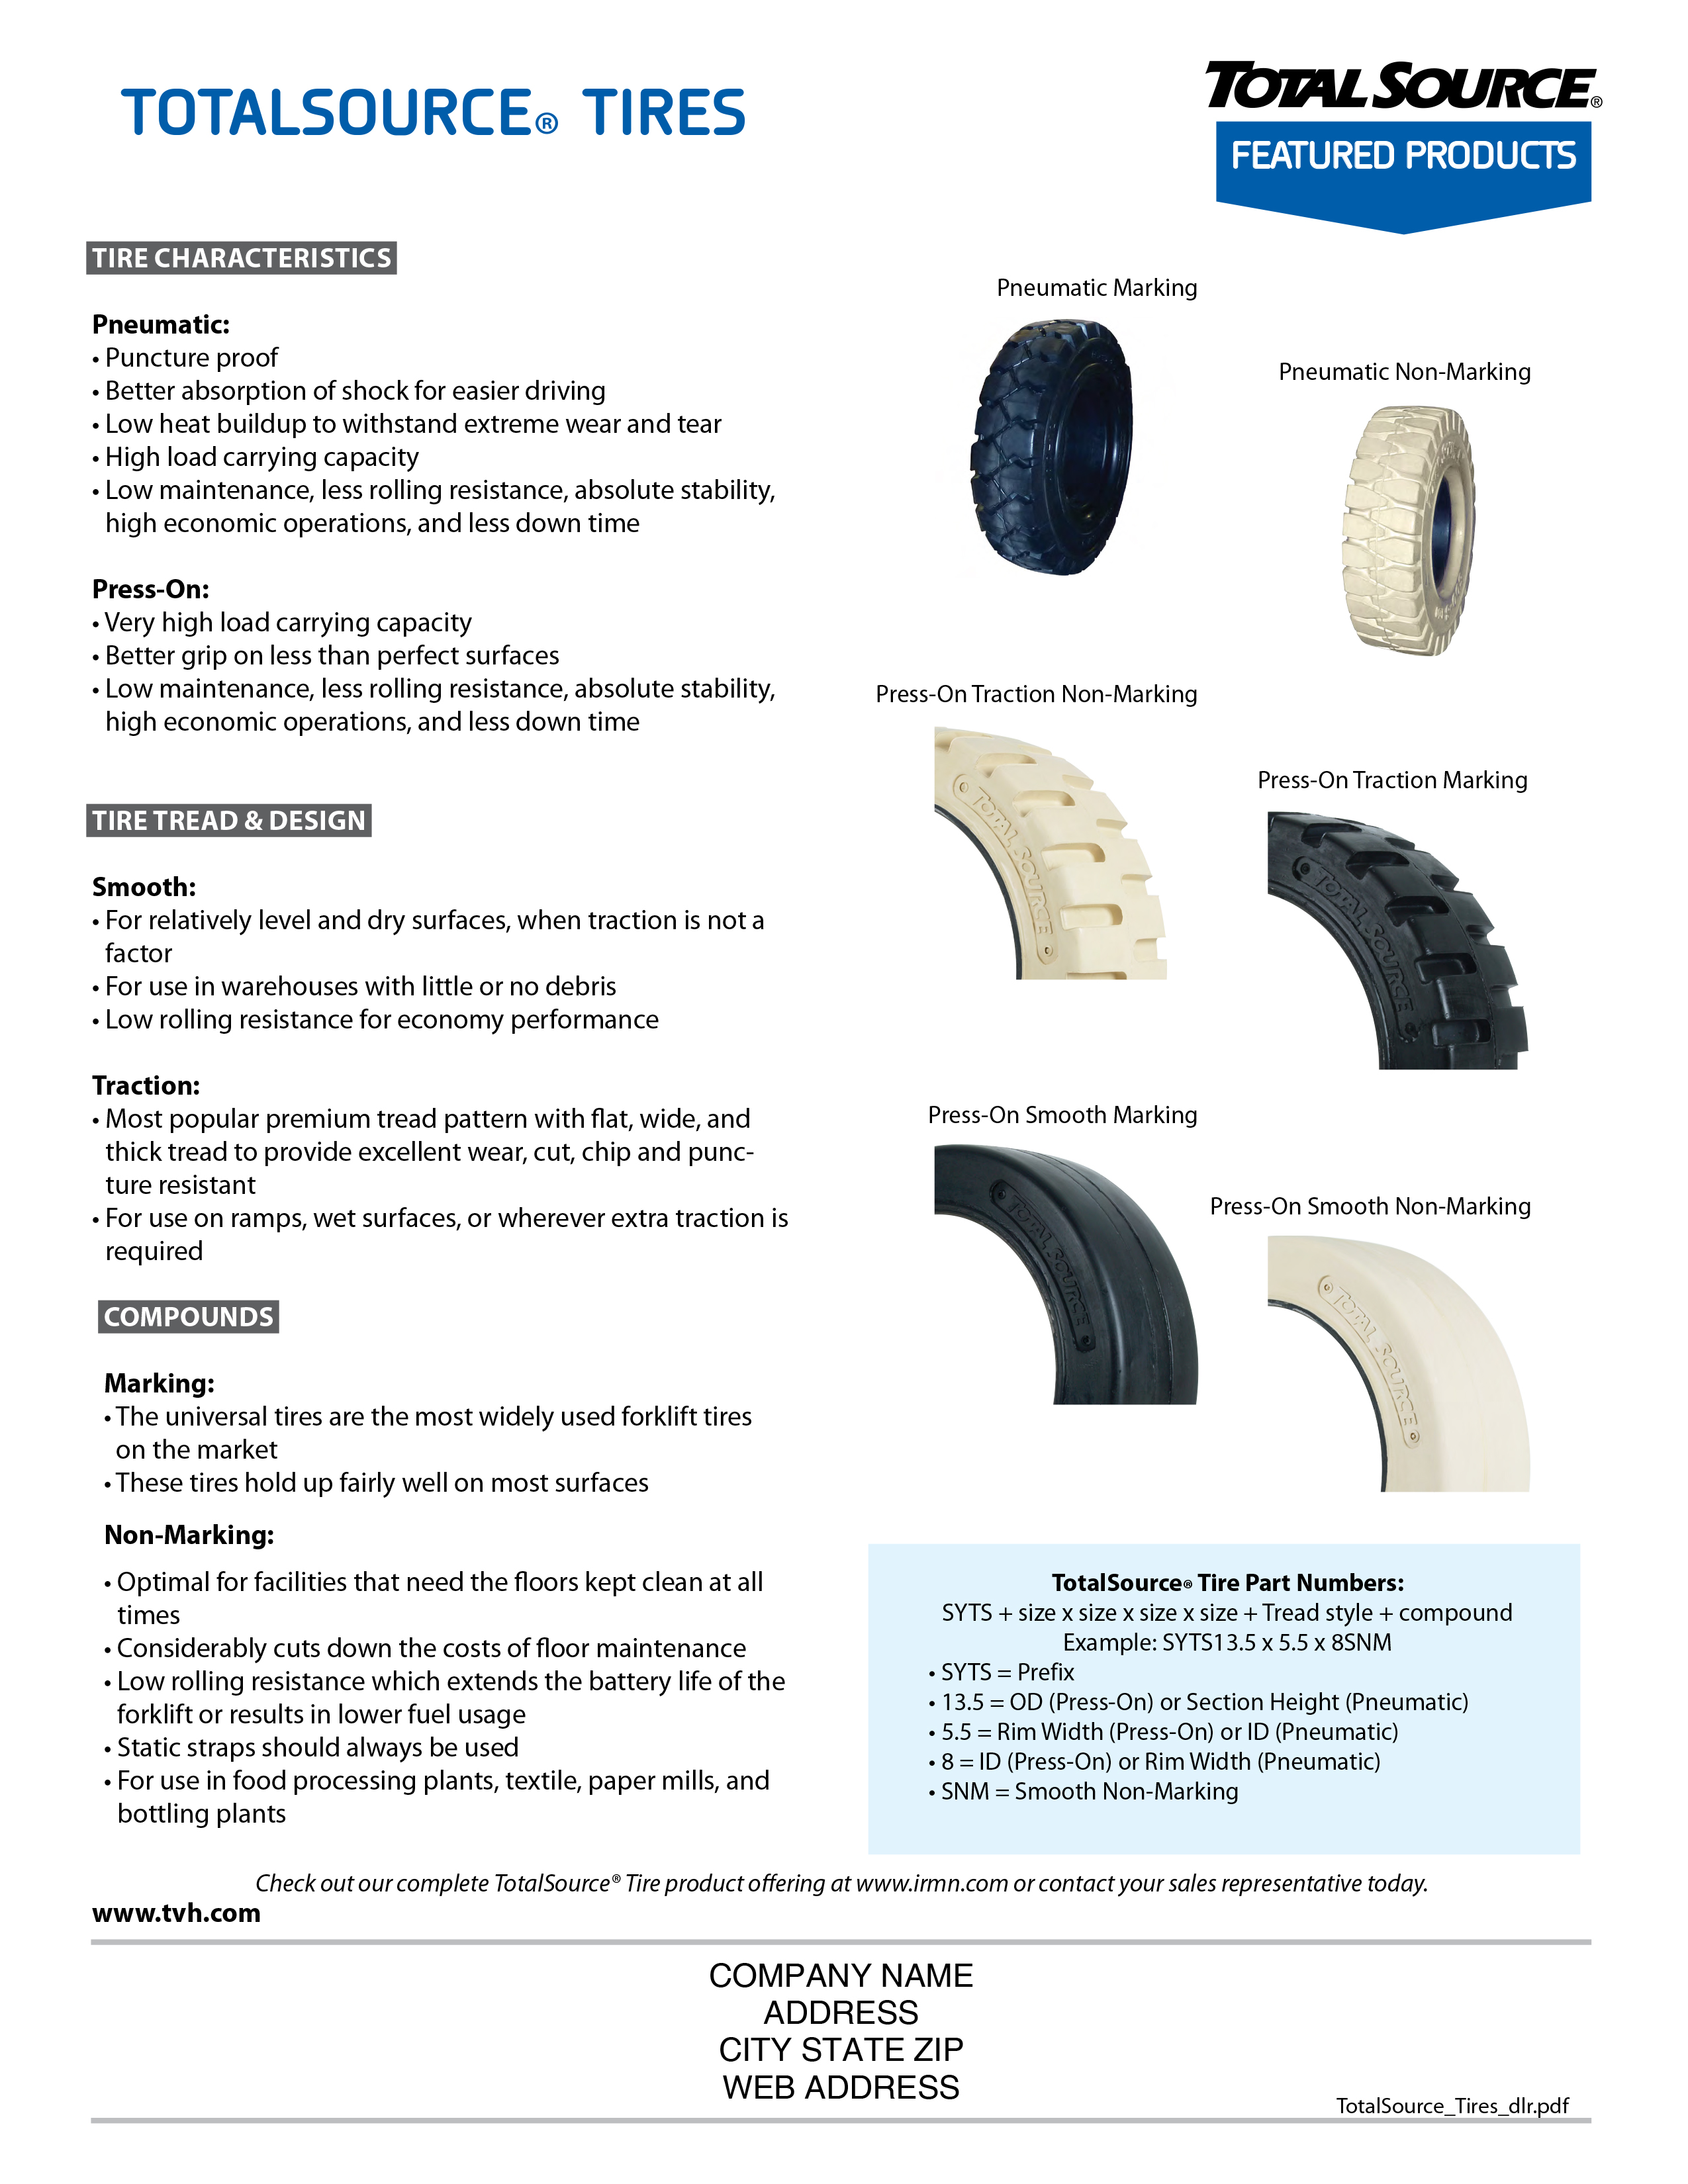 TOTALSOURCE® TIRES
TOTALSOURCE®
FEATURED PRODUCTS
TIRE CHARACTERISTICS
Pneumatic:
• Puncture proof
• Better absorption of shock for easier driving
• Low heat buildup to withstand extreme wear and tear
• High load carrying capacity
• Low maintenance, less rolling resistance, absolute stability,
high economic operations, and less down time
Press-On:
• Very high load carrying capacity
• Better grip on less than perfect surfaces
• Low maintenance, less rolling resistance, absolute stability,
high economic operations, and less down time
TIRE TREAD & DESIGN
Smooth:
• For relatively level and dry surfaces, when traction is not a
factor
• For use in warehouses with little or no debris
• Low rolling resistance for economy performance
Traction:
• Most popular premium tread pattern with flat, wide, and
thick tread to provide excellent wear, cut, chip and punc-
ture resistant
• For use on ramps, wet surfaces, or wherever extra traction is
required
COMPOUNDS
Marking:
• The universal tires are the most widely used forklift tires
on the market
• These tires hold up fairly well on most surfaces
Non-Marking:
• Optimal for facilities that need the floors kept clean at all
times
• Considerably cuts down the costs of floor maintenance
• Low rolling resistance which extends the battery life of the
forklift or results in lower fuel usage
• Static straps should always be used
• For use in food processing plants, textile, paper mills, and
bottling plants
Pneumatic Marking
Pneumatic Non-Marking
Press-On Traction Non-Marking
TOTAL SOURCE
Press-On Traction Marking
TOTAL SOURCE
Press-On Smooth Marking
TOTAL SOURCE
Press-On Smooth Non-Marking
TOTAL SOURCE
TotalSource® Tire Part Numbers:
SYTS + size x size x size x size + Tread style + compound
Example: SYTS13.5 x 5.5 x 8SNM
• SYTS = Prefix
• 13.5 = OD (Press-On) or Section Height (Pneumatic)
• 5.5 = Rim Width (Press-On) or ID (Pneumatic)
• 8 = ID (Press-On) or Rim Width (Pneumatic)
• SNM = Smooth Non-Marking
Check out our complete TotalSource® Tire product offering at www.irmn.com or contact your sales representative today.
www.tvh.com
COMPANY NAME
ADDRESS
CITY STATE ZIP
WEB ADDRESS
TotalSource_Tires_dlr.pdf